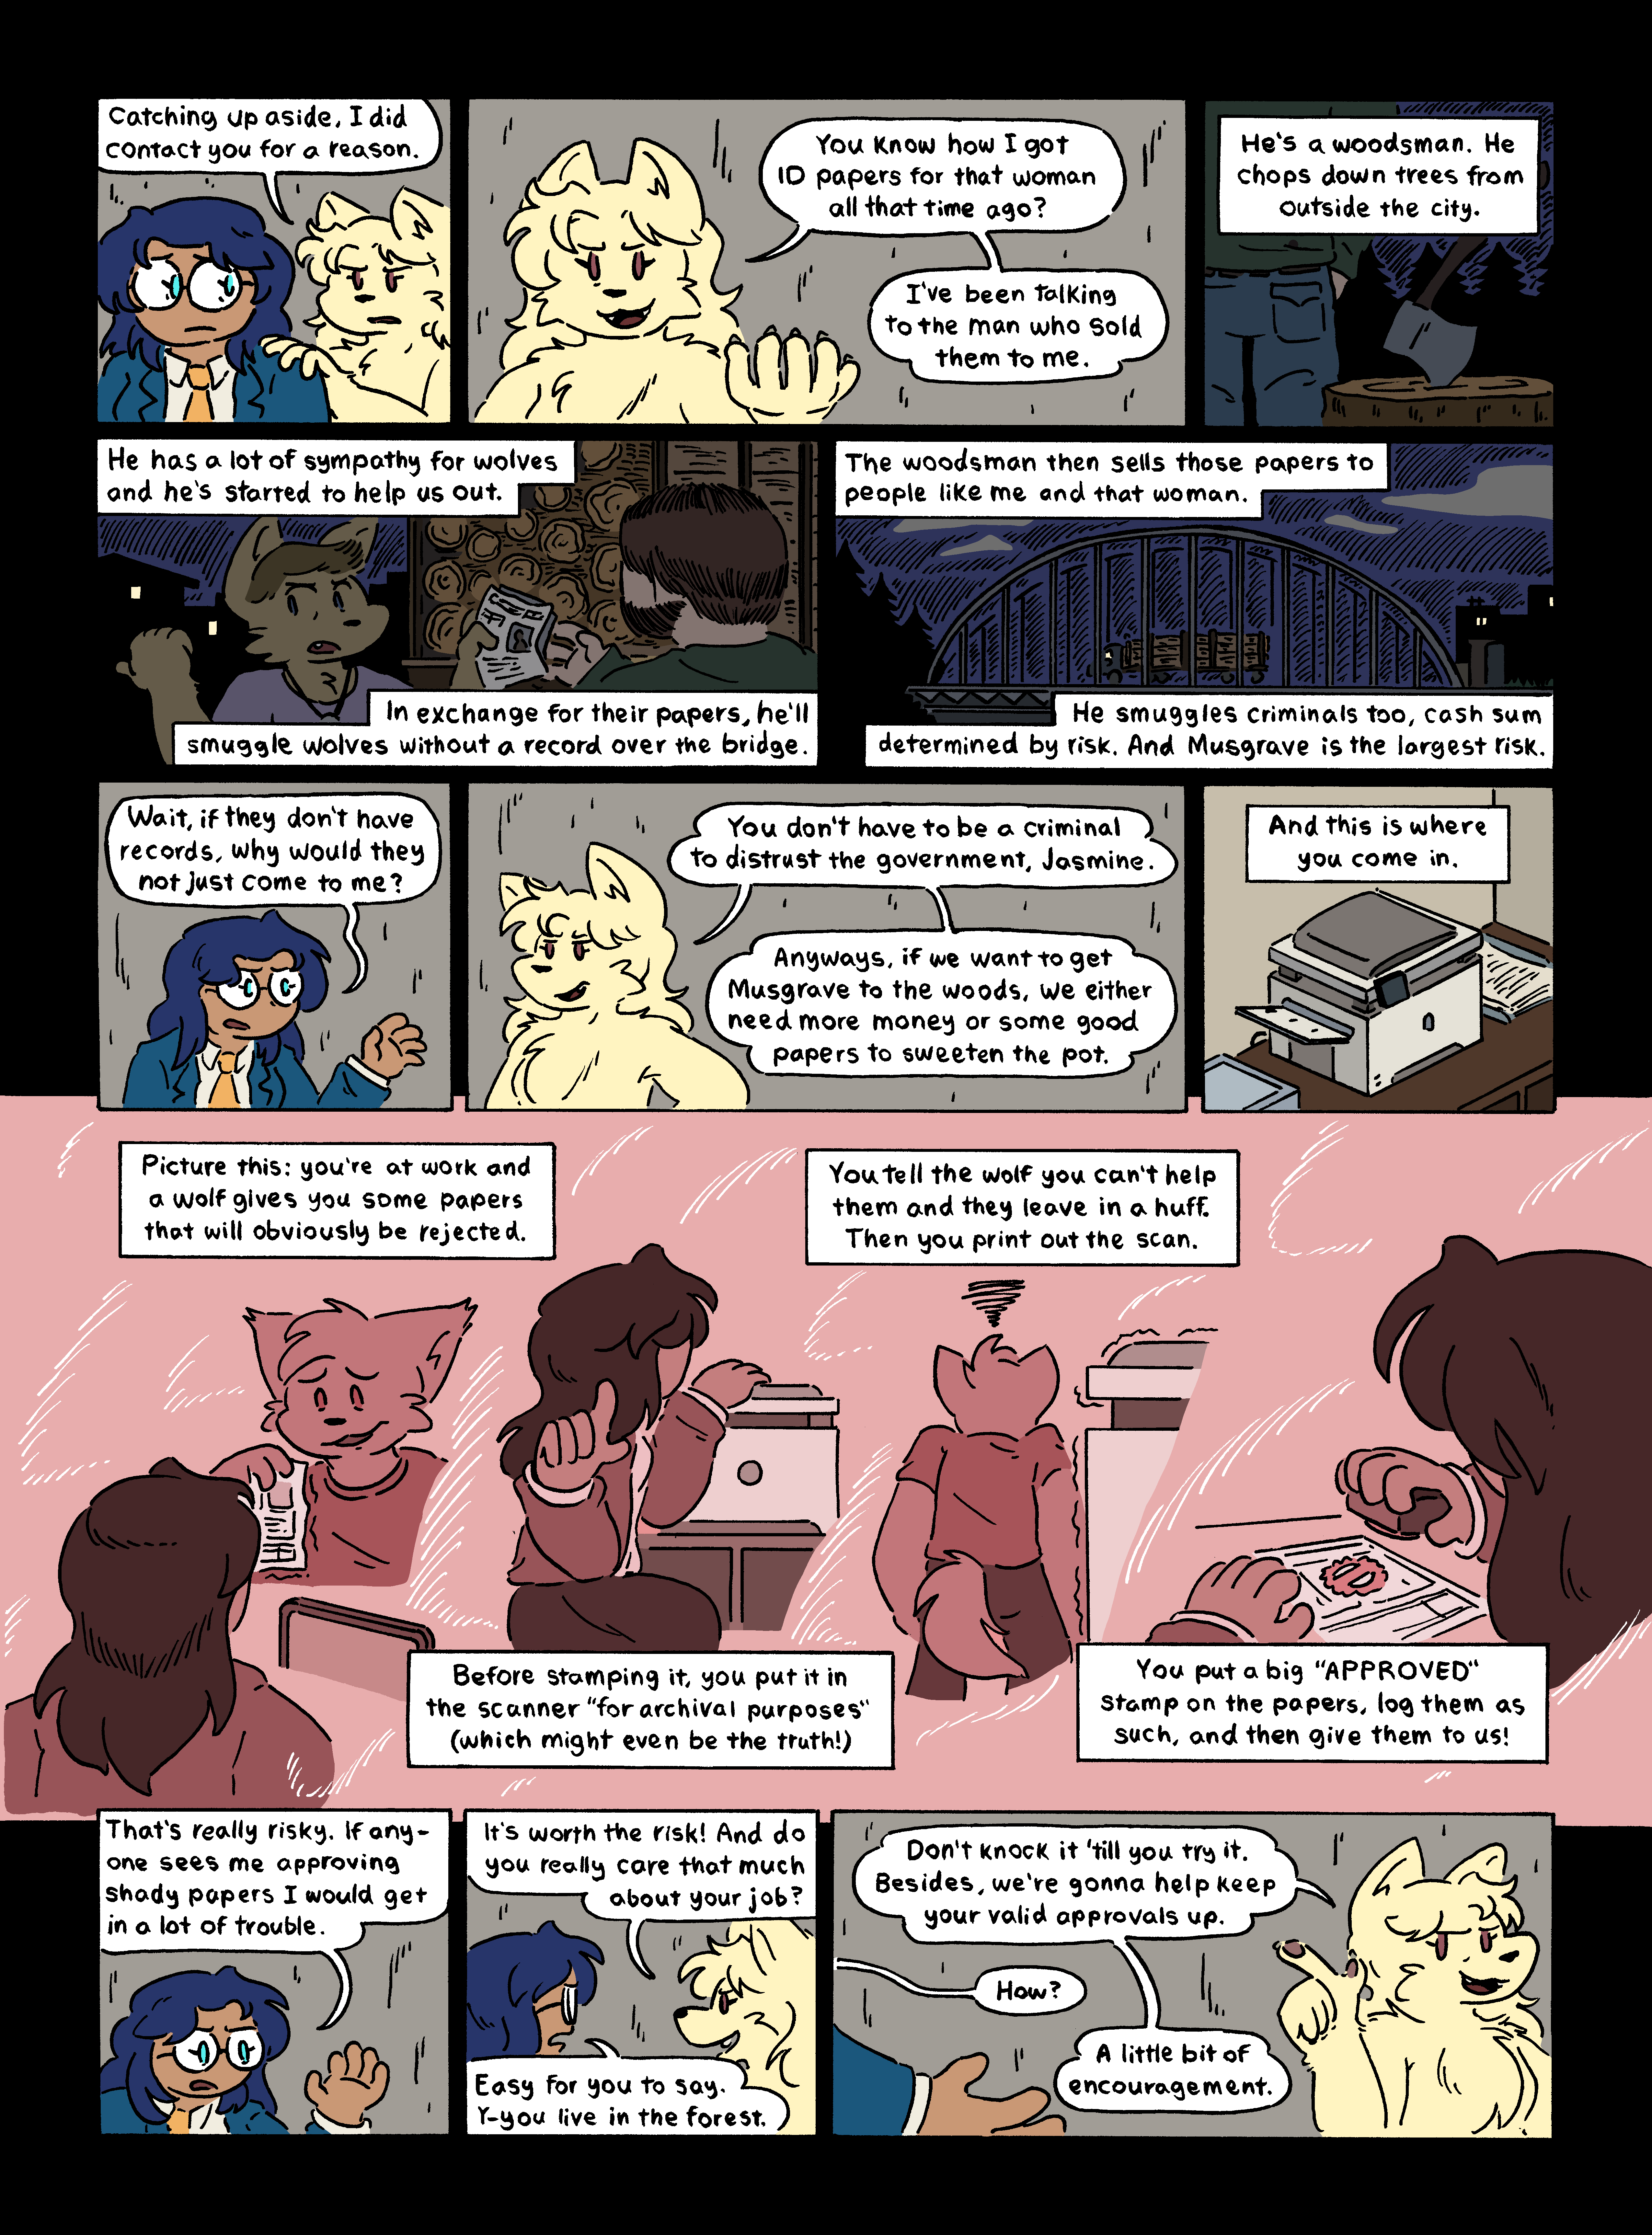 Catching up aside, I did
contact you for a reason.
You know how I got
ID papers for that woman
all that time ago?
I've been talking
to the man who sold
them to me.
He's a woodsman. He
chops down trees from
outside the city.
He has a lot of sympathy for wolves
and he's started to help us out.
In exchange for their papers, he'll
smuggle wolves without a record over the bridge.
The woodsman then sells those papers to
people like me and that woman.
He smuggles criminals too, cash sum
determined by risk. And Musgrave is the largest risk.
Wait, if they don't have
records, why would they
not just come to me?
You don't have to be a criminal
to distrust the government, Jasmine.
Anyways, if we want to get
Musgrave to the woods, we either
need more money or some good
papers to sweeten the pot.
And this is where
you come in.
Picture this: you're at work and
a wolf gives you some papers
that will obviously be rejected.
Before stamping it, you put it in
the scanner "for archival purposes"
(which might even be the truth!)
You tell the wolf you can't help
them and they leave in a huff.
Then you print out the scan.
You put a big "APPROVED"
stamp on the papers, log them as
such, and then give them to us!
That's really risky. If any-
one sees me approving
shady papers I would get
in a lot of trouble.
It's worth the risk! And do
you really care that much
about your job?
Easy for you to say.
Y-you live in the forest.
Don't knock it 'till you try it.
Besides, we're gonna help keep
your valid approvals up.
How?
A little bit of
encouragement.